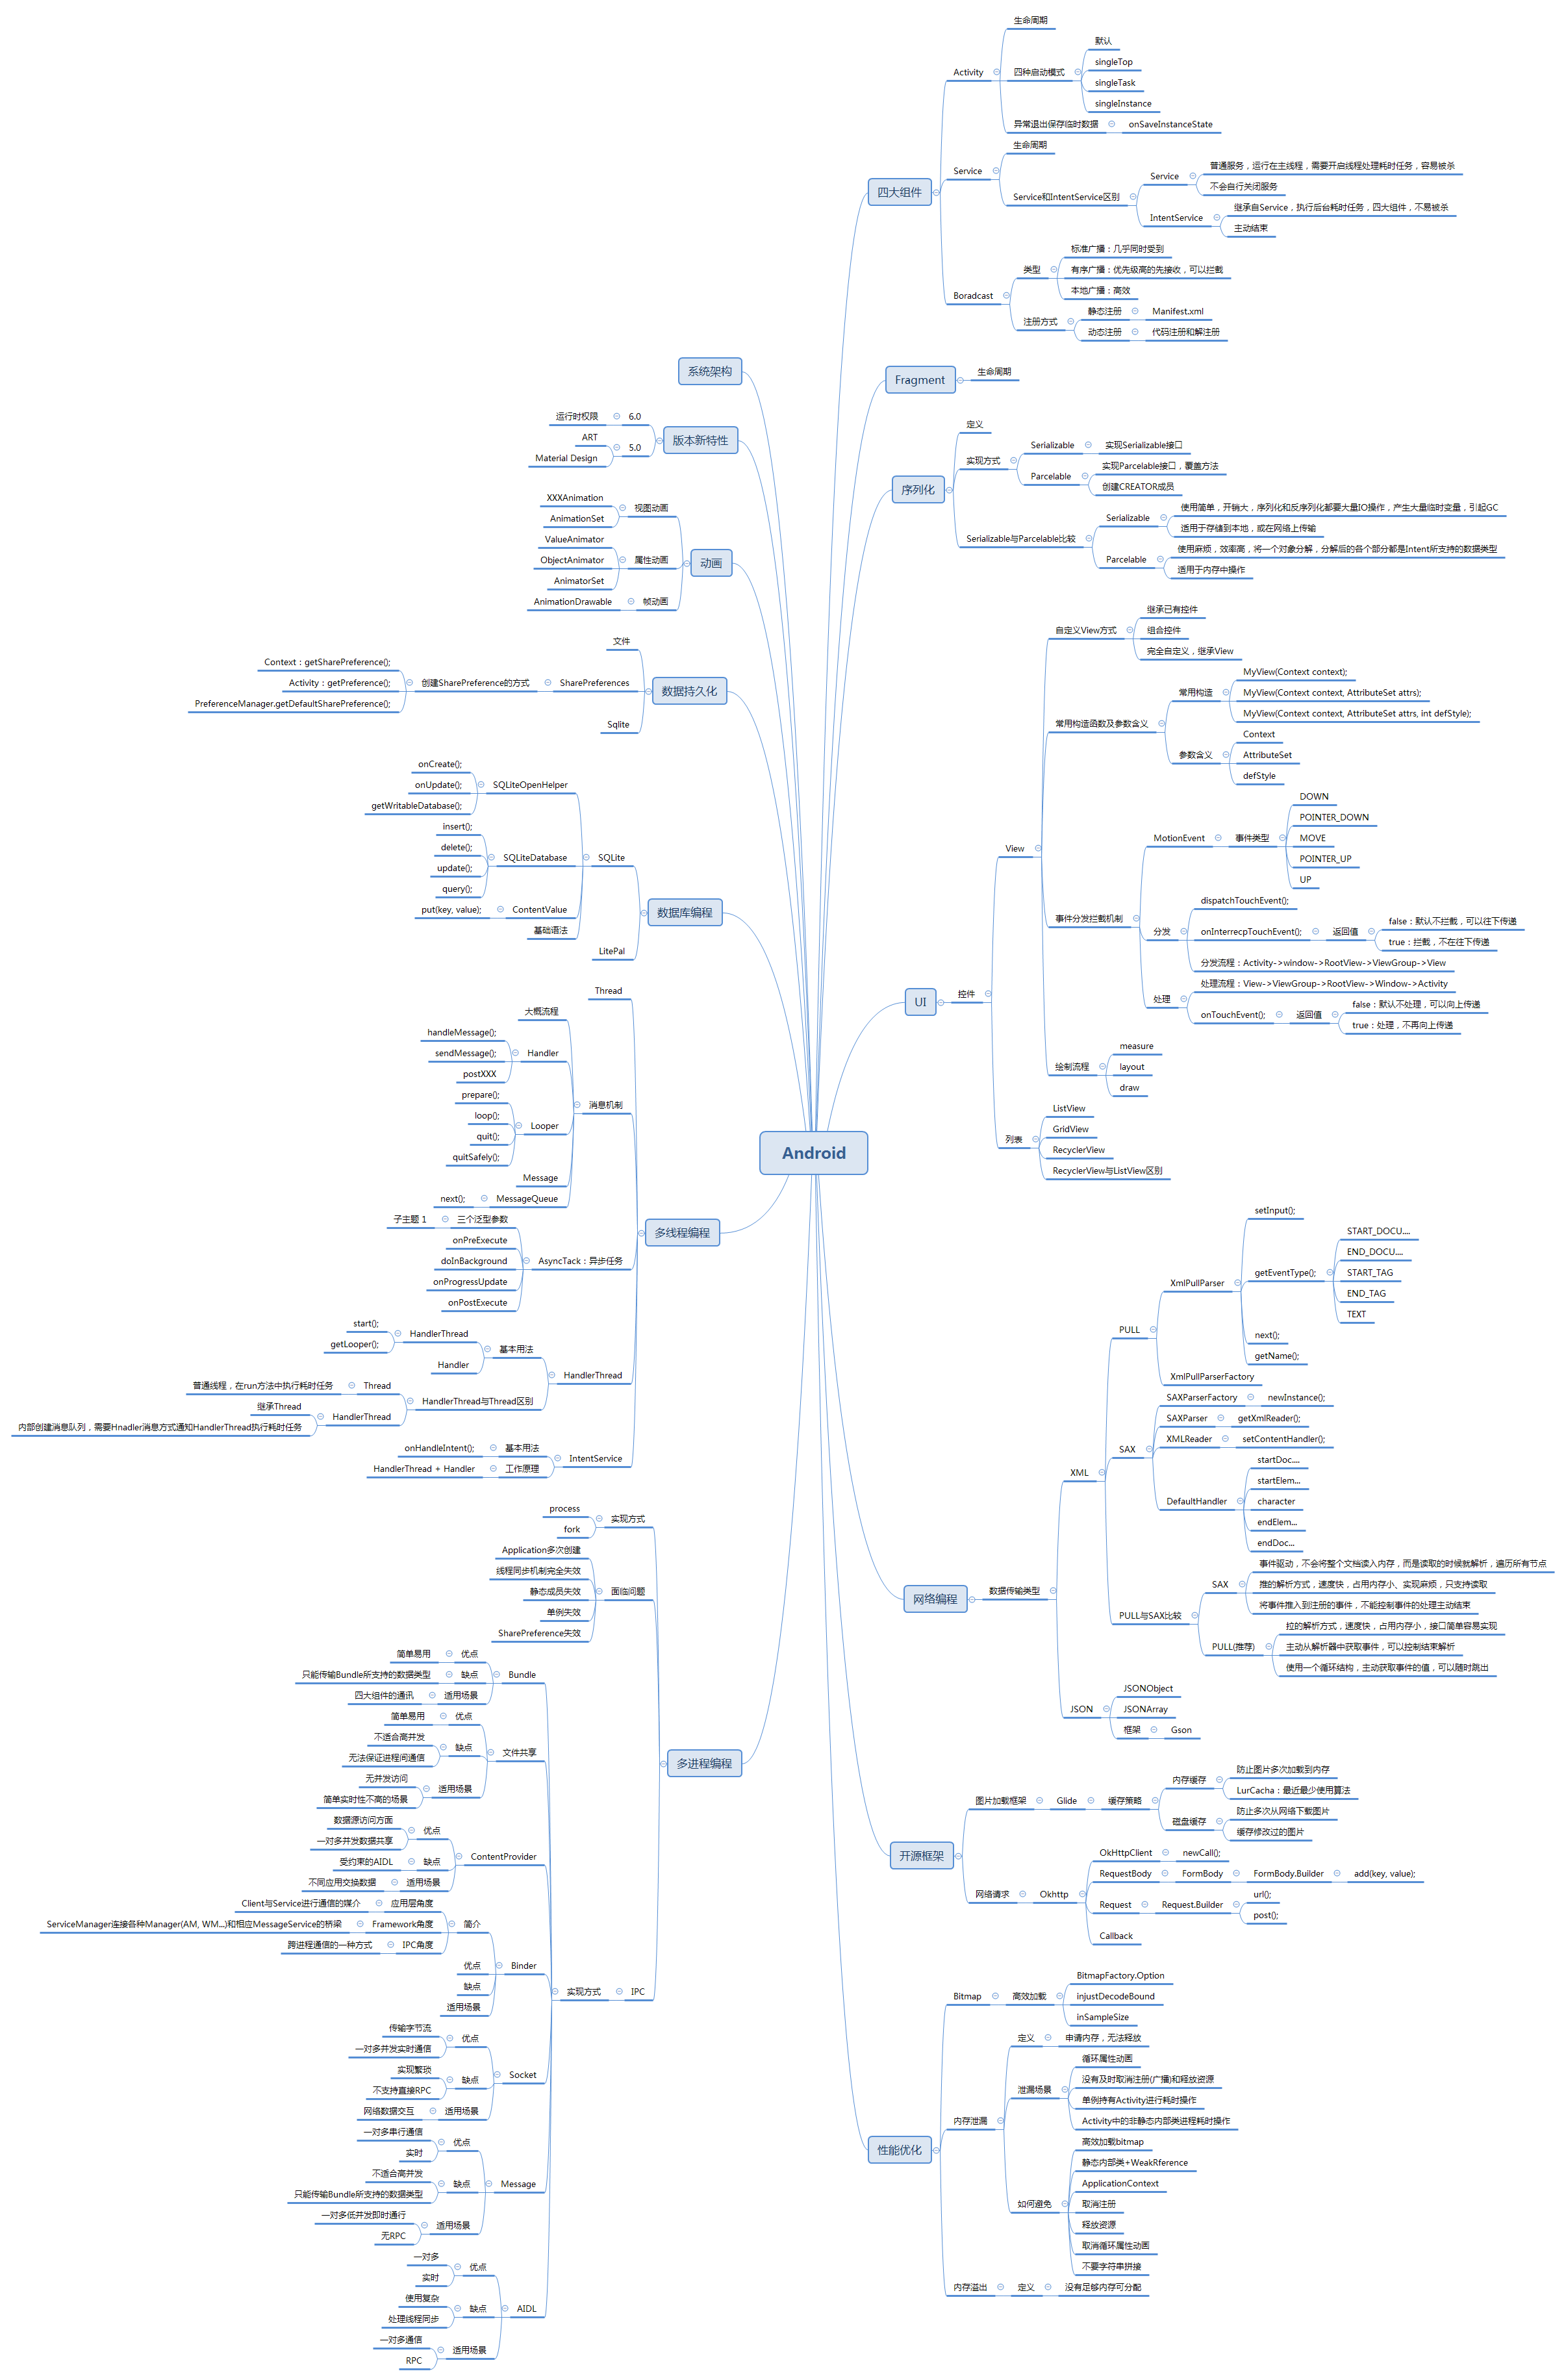 Android
四大组件
Activity
生命周期
四种启动模式
默认
singleTop
singleTask
singleInstance
异常退出保存临时数据
onSaveInstanceState
Service
生命周期
Service和IntentService区别
Service
普通服务，运行在主线程，需要开启线程处理耗时任务，容易被杀
不会自行关闭服务
IntentService
继承自Service，执行后台耗时任务，四大组件，不易被杀
主动结束
Boradcast
类型
标准广播：几乎同时受到
有序广播：优先级高的先接收，可以拦截
本地广播：高效
注册方式
静态注册
Manifest.xml
动态注册
代码注册和解注册
Fragment
生命周期
序列化
定义
实现方式
Serializable
实现Serializable接口
Parcelable
实现Parcelable接口，覆盖方法
创建CREATOR成员
Serializable与Parcelable比较
Serializable
使用简单，开销大，序列化和反序列化都要大量IO操作，产生大量临时变量，引起GC
适用于存储到本地，或在网络上传输
Parcelable
使用麻烦，效率高，将一个对象分解，分解后的各个部分都是Intent所支持的数据类型
适用于内存中操作
UI
控件
View
自定义View方式
继承已有控件
组合控件
完全自定义，继承View
常用构造函数及参数含义
常用构造
MyView(Context context);
MyView(Context context, AttributeSet attrs);
MyView(Context context, AttributeSet attrs, int defStyle);
参数含义
Context
AttributeSet
defStyle
事件分发拦截机制
MotionEvent
事件类型
DOWN
POINTER_DOWN
MOVE
POINTER_UP
UP
分发
dispatchTouchEvent();
onInterrecpTouchEvent();
返回值
false：默认不拦截，可以往下传递
true：拦截，不在往下传递
分发流程：Activity->window->RootView->ViewGroup->View
处理
处理流程：View->ViewGroup->RootView->Window->Activity
onTouchEvent();
返回值
false：默认不处理，可以向上传递
true：处理，不再向上传递
绘制流程
measure
layout
draw
列表
ListView
GridView
RecyclerView
RecyclerView与ListView区别
网络编程
数据传输类型
XML
PULL
XmlPullParser
setInput();
getEventType();
START_DOCU....
END_DOCU....
START_TAG
END_TAG
TEXT
next();
getName();
XmlPullParserFactory
SAX
SAXParserFactory
newInstance();
SAXParser
getXmlReader();
XMLReader
setContentHandler();
DefaultHandler
startDoc....
startElem...
character
endElem...
endDoc...
PULL与SAX比较
SAX
事件驱动，不会将整个文档读入内存，而是读取的时候就解析，遍历所有节点
推的解析方式，速度快，占用内存小、实现麻烦，只支持读取
将事件推入到注册的事件，不能控制事件的处理主动结束
PULL(推荐)
拉的解析方式，速度快，占用内存小，接口简单容易实现
主动从解析器中获取事件，可以控制结束解析
使用一个循环结构，主动获取事件的值，可以随时跳出
JSON
JSONObject
JSONArray
框架
Gson
开源框架
图片加载框架
Glide
缓存策略
内存缓存
防止图片多次加载到内存
LurCacha：最近最少使用算法
磁盘缓存
防止多次从网络下载图片
缓存修改过的图片
网络请求
Okhttp
OkHttpClient
newCall();
RequestBody
FormBody
FormBody.Builder
add(key, value);
Request
Request.Builder
url();
post();
Callback
性能优化
Bitmap
高效加载
BitmapFactory.Option
injustDecodeBound
inSampleSize
内存泄漏
定义
申请内存，无法释放
泄漏场景
循环属性动画
没有及时取消注册(广播)和释放资源
单例持有Activity进行耗时操作
Activity中的非静态内部类进程耗时操作
如何避免
高效加载bitmap
静态内部类+WeakRference
ApplicationContext
取消注册
释放资源
取消循环属性动画
不要字符串拼接
内存溢出
定义
没有足够内存可分配
系统架构
版本新特性
6.0
运行时权限
5.0
ART
Material Design
动画
视图动画
XXXAnimation
AnimationSet
属性动画
ValueAnimator
ObjectAnimator
AnimatorSet
帧动画
AnimationDrawable
数据持久化
文件
SharePreferences
创建SharePreference的方式
Context：getSharePreference();
Activity：getPreference();
PreferenceManager.getDefaultSharePreference();
Sqlite
数据库编程
SQLite
SQLiteOpenHelper
onCreate();
onUpdate();
getWritableDatabase();
SQLiteDatabase
insert();
delete();
update();
query();
ContentValue
put(key, value);
基础语法
LitePal
多线程编程
Thread
消息机制
大概流程
Handler
handleMessage();
sendMessage();
postXXX
Looper
prepare();
loop();
quit();
quitSafely();
Message
MessageQueue
next();
AsyncTack：异步任务
三个泛型参数
子主题 1
onPreExecute
doInBackground
onProgressUpdate
onPostExecute
HandlerThread
基本用法
HandlerThread
start();
getLooper();
Handler
HandlerThread与Thread区别
Thread
普通线程，在run方法中执行耗时任务
HandlerThread
继承Thread
内部创建消息队列，需要Hnadler消息方式通知HandlerThread执行耗时任务
IntentService
基本用法
onHandleIntent();
工作原理
HandlerThread + Handler
多进程编程
实现方式
process
fork
面临问题
Application多次创建
线程同步机制完全失效
静态成员失效
单例失效
SharePreference失效
IPC
实现方式
Bundle
优点
简单易用
缺点
只能传输Bundle所支持的数据类型
适用场景
四大组件的通讯
文件共享
优点
简单易用
缺点
不适合高并发
无法保证进程间通信
适用场景
无并发访问
简单实时性不高的场景
ContentProvider
优点
数据源访问方面
一对多并发数据共享
缺点
受约束的AIDL
适用场景
不同应用交换数据
Binder
简介
应用层角度
Client与Service进行通信的媒介
Framework角度
ServiceManager连接各种Manager(AM, WM...)和相应MessageService的桥梁
IPC角度
跨进程通信的一种方式
优点
缺点
适用场景
Socket
优点
传输字节流
一对多并发实时通信
缺点
实现繁琐
不支持直接RPC
适用场景
网络数据交互
Message
优点
一对多串行通信
实时
缺点
不适合高并发
只能传输Bundle所支持的数据类型
适用场景
一对多低并发即时通行
无RPC
AIDL
优点
一对多
实时
缺点
使用复杂
处理线程同步
适用场景
一对多通信
RPC